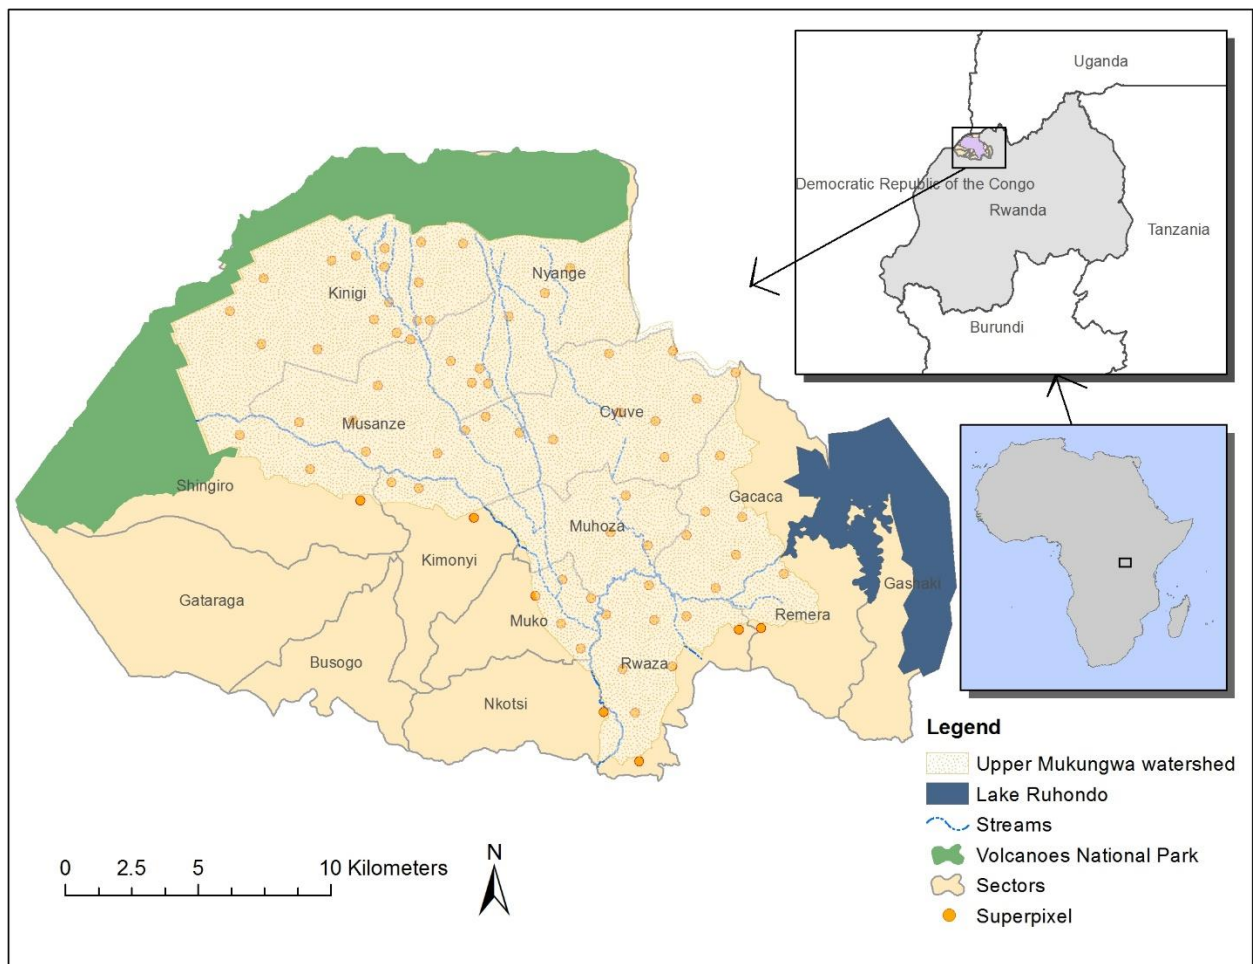 Uganda
Democratic Republic of the Congo
Rwanda
Tanzania
Burundi
Nyange
Kinigi
Cyuve
Musanze
Shingiro
Gacaca
Muhoza
Kimonyi
Gashaki
Gataraga
Muko
Remera
Busogo
Rwaza
Nkotsi
Legend
Upper Mukungwa watershed
Lake Ruhondo
Streams
Volcanoes National Park
Sectors
Superpixel
0 2.5 5 10 Kilometers
N